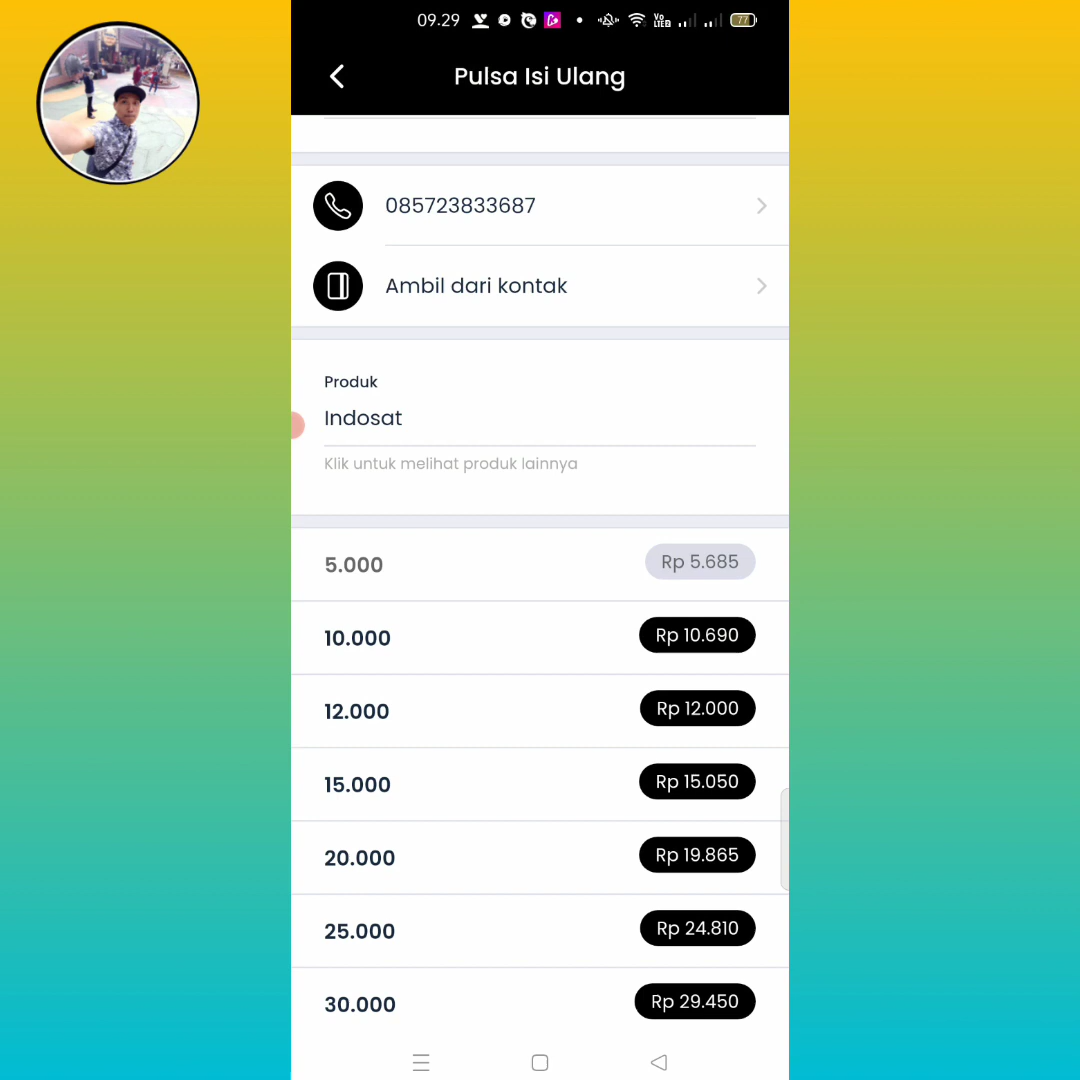 09.29
VoLTE2
77
Pulsa Isi Ulang
085723833687
Ambil dari kontak
Produk
Indosat
Klik untuk melihat produk lainnya
5.000 Rp 5.685
10.000 Rp 10.690
12.000 Rp 12.000
15.000 Rp 15.050
20.000 Rp 19.865
25.000 Rp 24.810
30.000 Rp 29.450